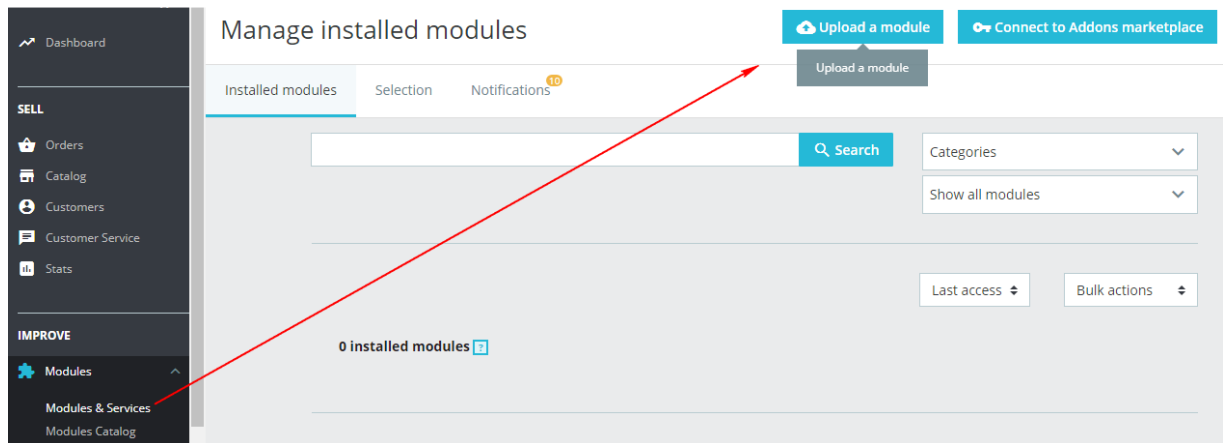 Dashboard
SELL
Orders
Catalog
Customers
Customer Service
Stats
IMPROVE
Modules
Modules & Services
Modules Catalog
Manage installed modules
Upload a module
Connect to Addons marketplace
Upload a module
Installed modules
Selection
Notifications 10
Search
Categories
Show all modules
Last access
Bulk actions
0 installed modules ?